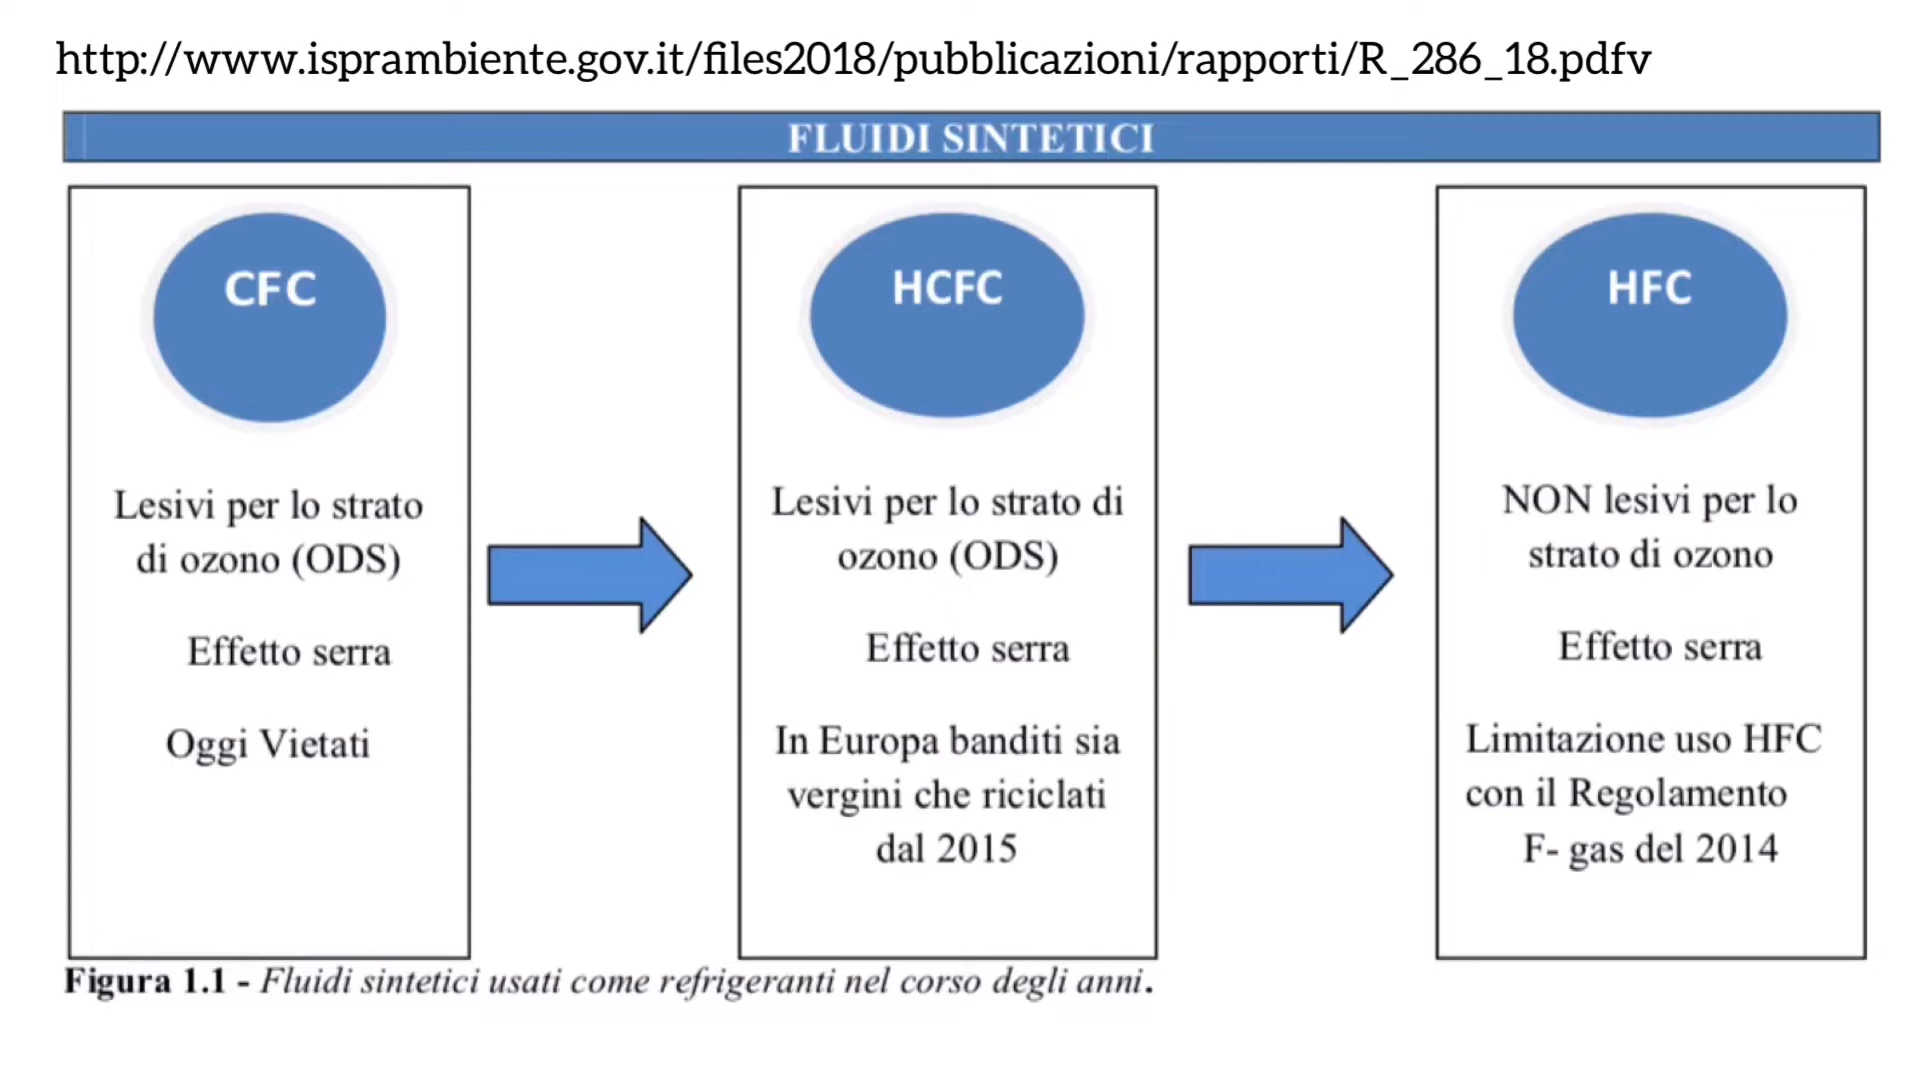 http://www.isprambiente.gov.it/files2018/pubblicazioni/rapporti/R_286_18.pdfv
FLUIDI SINTETICI
CFC
Lesivi per lo strato
di ozono (ODS)
Effetto serra
Oggi Vietati
HCFC
Lesivi per lo strato di
ozono (ODS)
Effetto serra
In Europa banditi sia
vergini che riciclati
dal 2015
HFC
NON lesivi per lo
strato di ozono
Effetto serra
Limitazione uso HFC
con il Regolamento
F- gas del 2014
Figura 1.1 - Fluidi sintetici usati come refrigeranti nel corso degli anni.